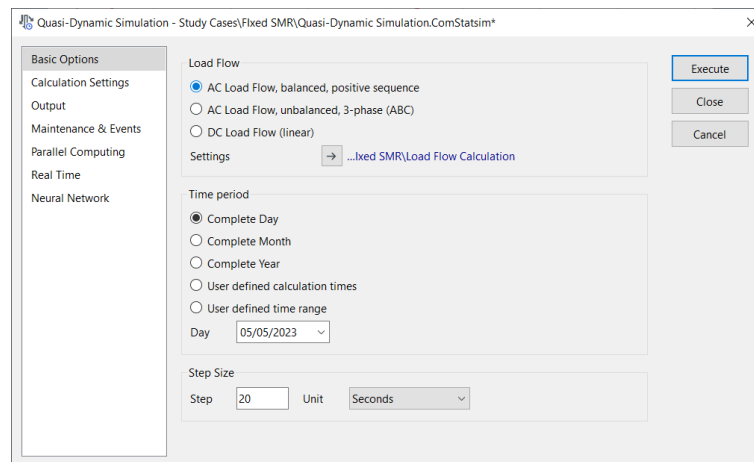 Quasi-Dynamic Simulation - Study Cases\FIxed SMR\Quasi-Dynamic Simulation.ComStatsim*
Basic Options
Calculation Settings
Output
Maintenance & Events
Parallel Computing
Real Time
Neural Network
Load Flow
AC Load Flow, balanced, positive sequence
AC Load Flow, unbalanced, 3-phase (ABC)
DC Load Flow (linear)
Settings → ...Ixed SMR\Load Flow Calculation
Time period
Complete Day
Complete Month
Complete Year
User defined calculation times
User defined time range
Day 05/05/2023
Step Size
Step 20 Unit Seconds
Execute
Close
Cancel